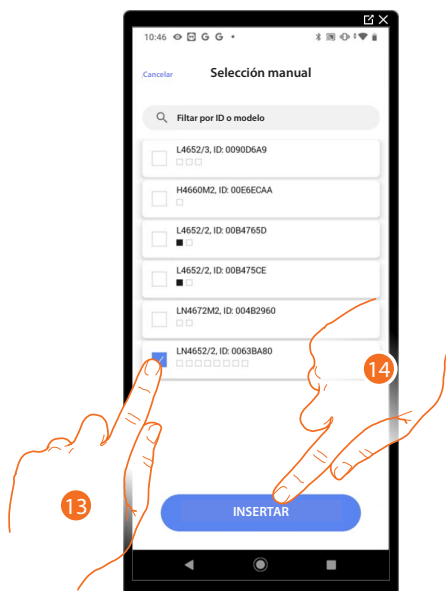 10:46 G G
Cancelar Selección manual
Filtar por ID o modelo
L4652/3, ID: 0090D6A9
H4660M2, ID: 00E6ECAA
L4652/2, ID: 00B4765D
L4652/2, ID: 00B475CE
LN4672M2, ID: 004B2960
LN4652/2, ID: 0063BA80
14
13
INSERTAR